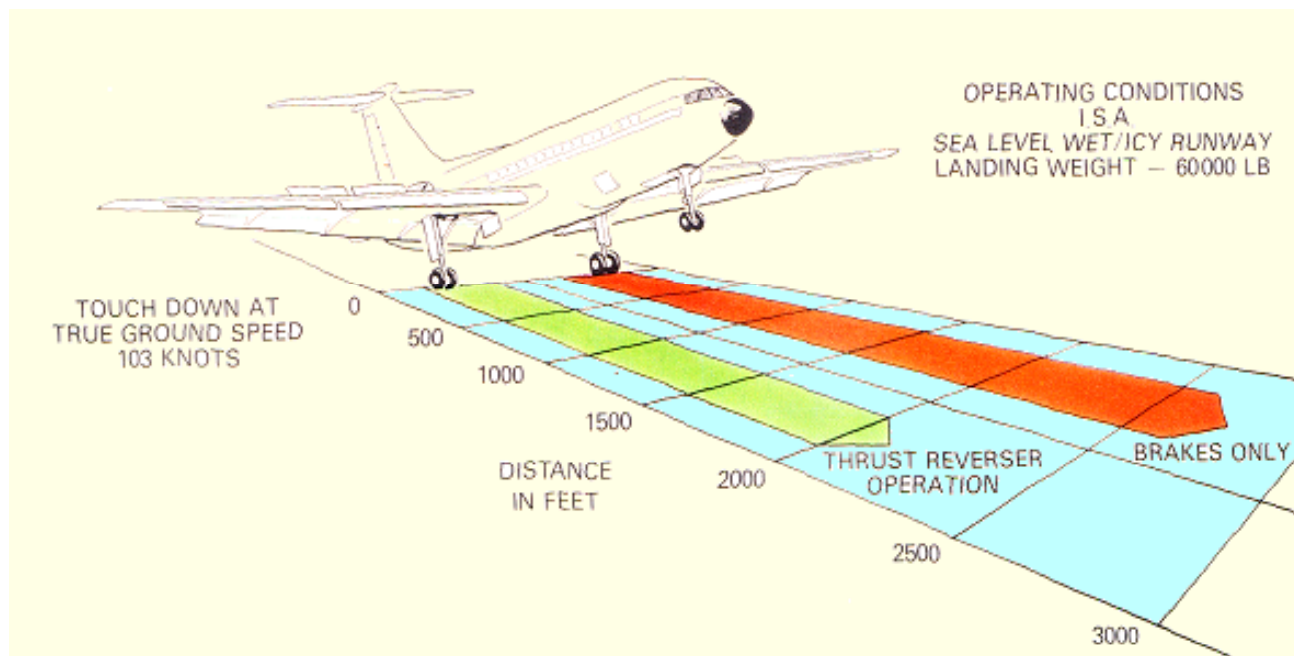 OPERATING CONDITIONS
I.S.A.
SEA LEVEL WET/ICY RUNWAY
LANDING WEIGHT — 60000 LB
TOUCH DOWN AT
TRUE GROUND SPEED
103 KNOTS
0
500
1000
1500
2000
2500
3000
DISTANCE
IN FEET
THRUST REVERSER
OPERATION
BRAKES ONLY